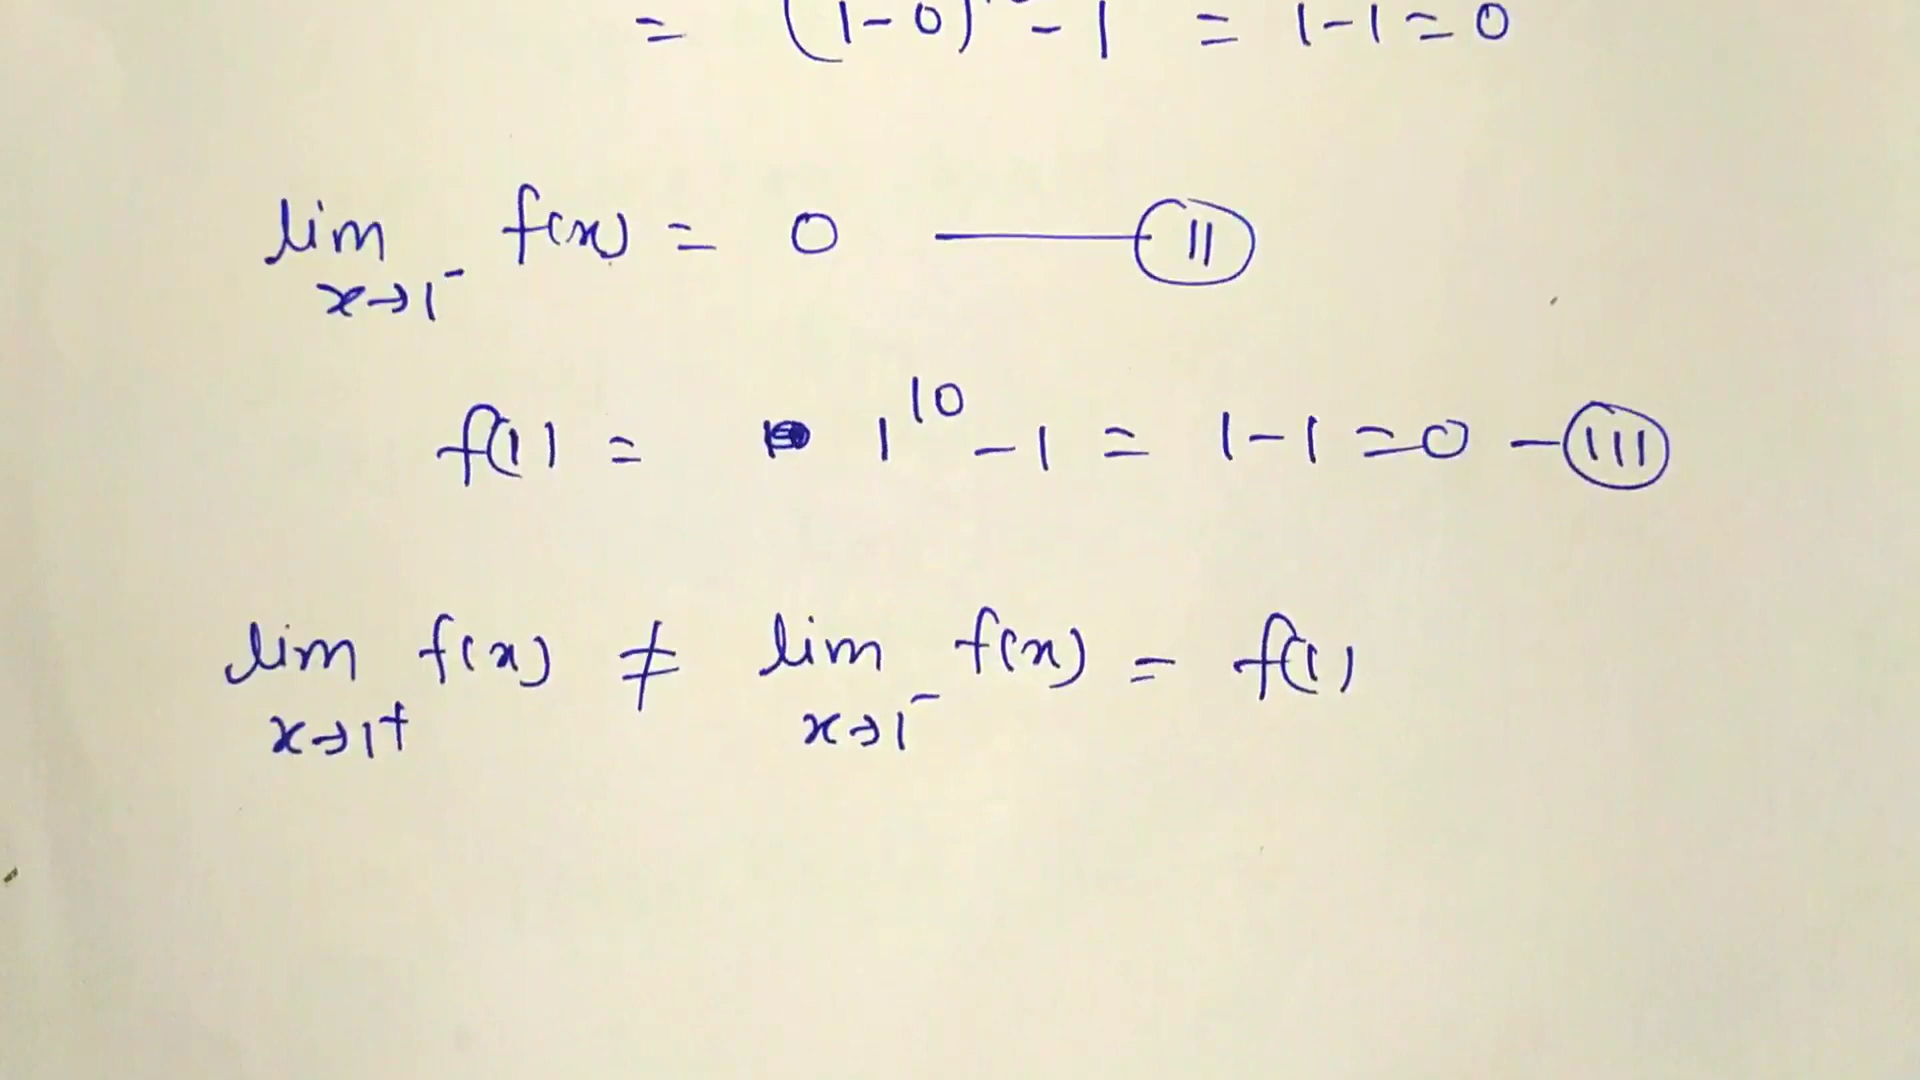 = (1-0) - 1 = 1-1=0
lim f(x) = 0 — II
x→1⁻
f(1) = 1¹⁰ - 1 = 1-1=0 — III
lim f(x) ≠ lim f(x) = f(1)
x→1⁺ x→1⁻